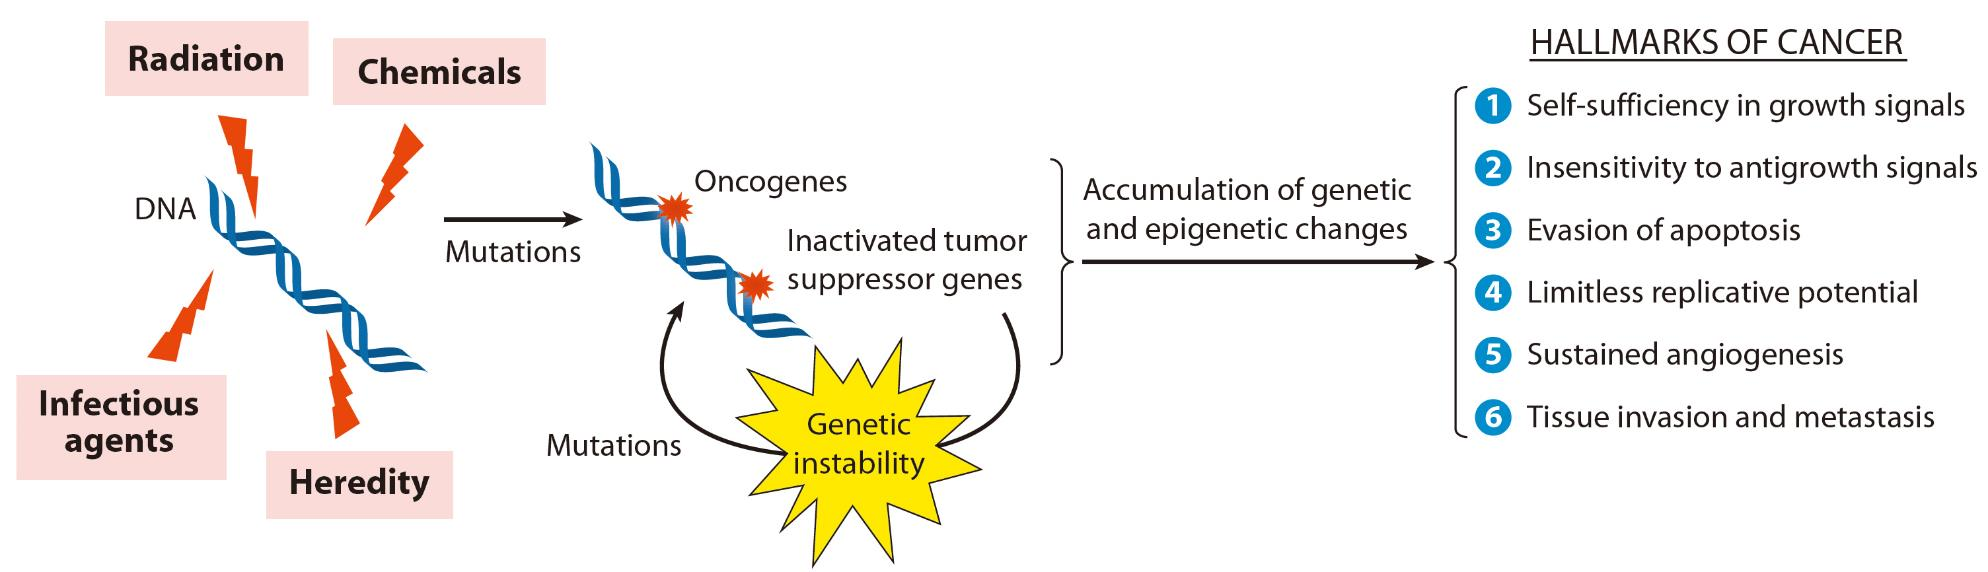 Radiation
Chemicals
DNA
Infectious
agents
Heredity
Mutations
Oncogenes
Inactivated tumor
suppressor genes
Mutations
Genetic
instability
Accumulation of genetic
and epigenetic changes
HALLMARKS OF CANCER
1 Self-sufficiency in growth signals
2 Insensitivity to antigrowth signals
3 Evasion of apoptosis
4 Limitless replicative potential
5 Sustained angiogenesis
6 Tissue invasion and metastasis